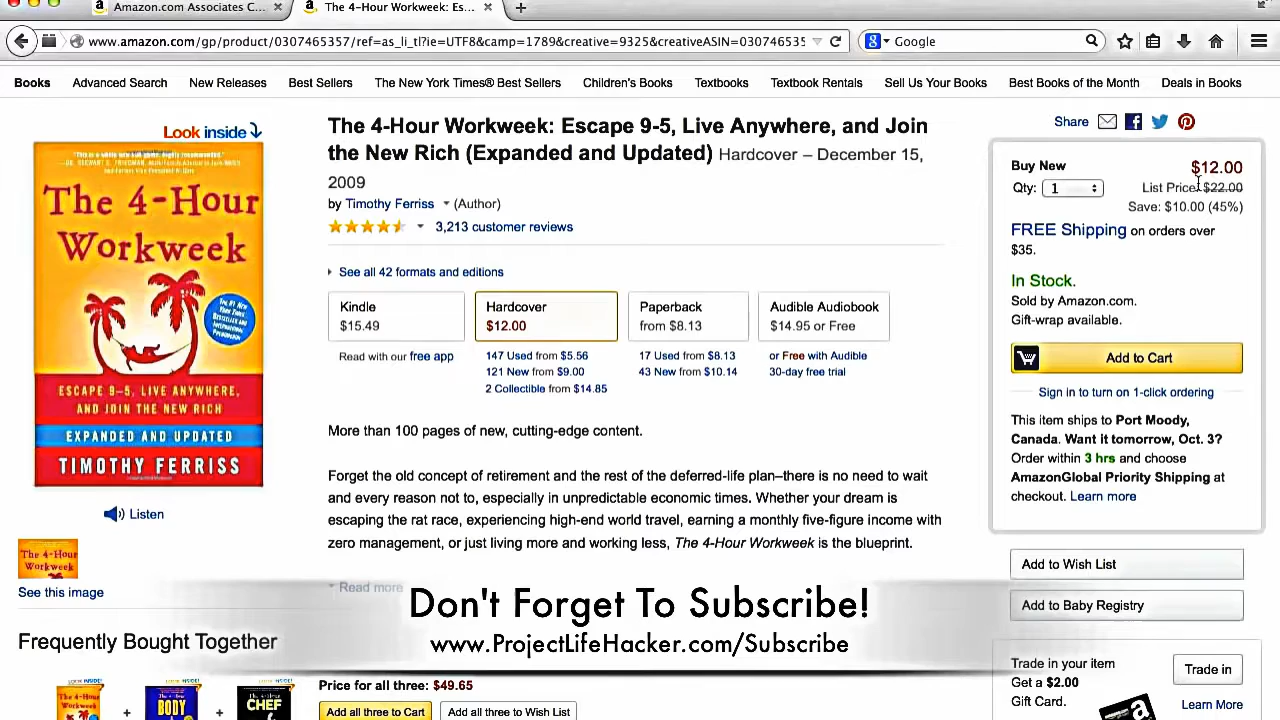 Amazon.com Associates C...
The 4-Hour Workweek: Es...
www.amazon.com/gp/product/0307465357/ref=as_li_tl?ie=UTF8&camp=1789&creative=9325&creativeASIN=030746535
Google
Books Advanced Search New Releases Best Sellers The New York Times® Best Sellers Children's Books Textbooks Textbook Rentals Sell Us Your Books Best Books of the Month Deals in Books
Look inside
The 4-Hour
Workweek
ESCAPE 9-5, LIVE ANYWHERE,
AND JOIN THE NEW RICH
EXPANDED AND UPDATED
TIMOTHY FERRISS
Listen
The 4-Hour
Workweek
See this image
The 4-Hour Workweek: Escape 9-5, Live Anywhere, and Join
the New Rich (Expanded and Updated) Hardcover – December 15,
2009
by Timothy Ferriss (Author)
3,213 customer reviews
See all 42 formats and editions
Kindle
$15.49
Read with our free app
Hardcover
$12.00
147 Used from $5.56
121 New from $9.00
2 Collectible from $14.85
Paperback
from $8.13
17 Used from $8.13
43 New from $10.14
Audible Audiobook
$14.95 or Free
or Free with Audible
30-day free trial
More than 100 pages of new, cutting-edge content.
Forget the old concept of retirement and the rest of the deferred-life plan–there is no need to wait
and every reason not to, especially in unpredictable economic times. Whether your dream is
escaping the rat race, experiencing high-end world travel, earning a monthly five-figure income with
zero management, or just living more and working less, The 4-Hour Workweek is the blueprint.
Read more
Share
Buy New $12.00
Qty: 1 List Price: $22.00
Save: $10.00 (45%)
FREE Shipping on orders over
$35.
In Stock.
Sold by Amazon.com.
Gift-wrap available.
Add to Cart
Sign in to turn on 1-click ordering
This item ships to Port Moody,
Canada. Want it tomorrow, Oct. 3?
Order within 3 hrs and choose
AmazonGlobal Priority Shipping at
checkout. Learn more
Add to Wish List
Add to Baby Registry
Trade in your item
Get a $2.00
Gift Card.
Trade in
Learn More
Don't Forget To Subscribe!
www.ProjectLifeHacker.com/Subscribe
Frequently Bought Together
The 4-Hour
Workweek
+
BODY
+
CHEF
Price for all three: $49.65
Add all three to Cart
Add all three to Wish List